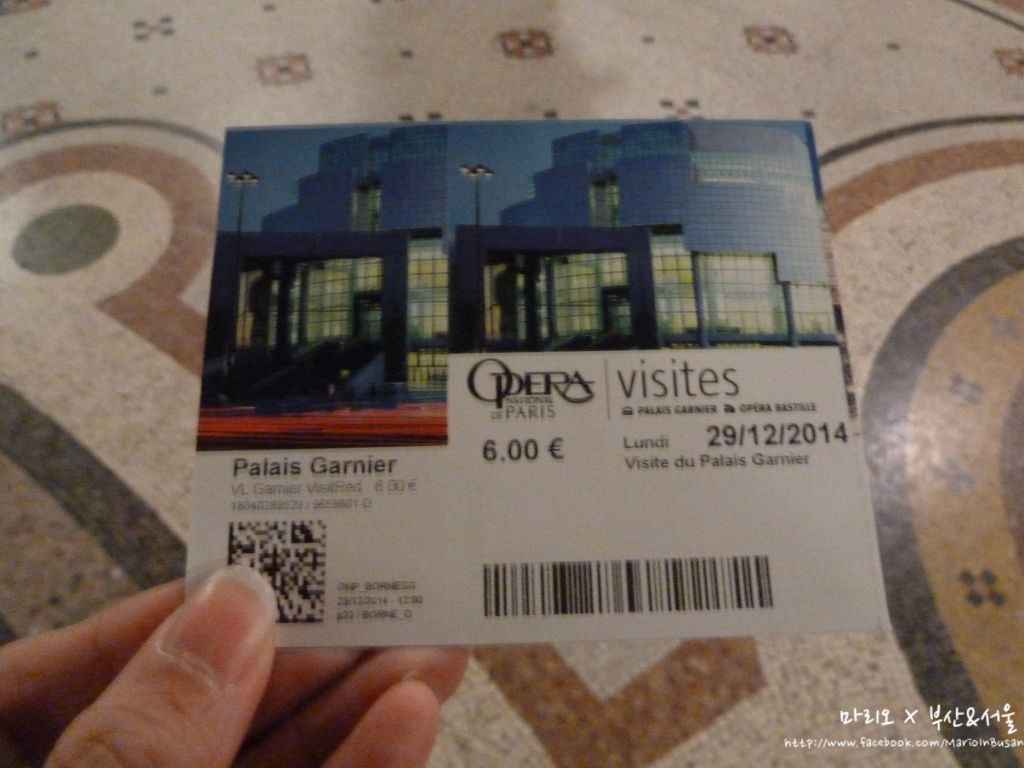 OPERA
NATIONAL
DE PARIS
visites
PALAIS GARNIER OPÉRA BASTILLE
6.00 €
Lundi 29/12/2014
Visite du Palais Garnier
Palais Garnier
VL Garnier VisitRed 6.00 €
29/12/2014 - 12:00
마리오 X 부산&서울
http://www.facebook.com/MarioInBusan